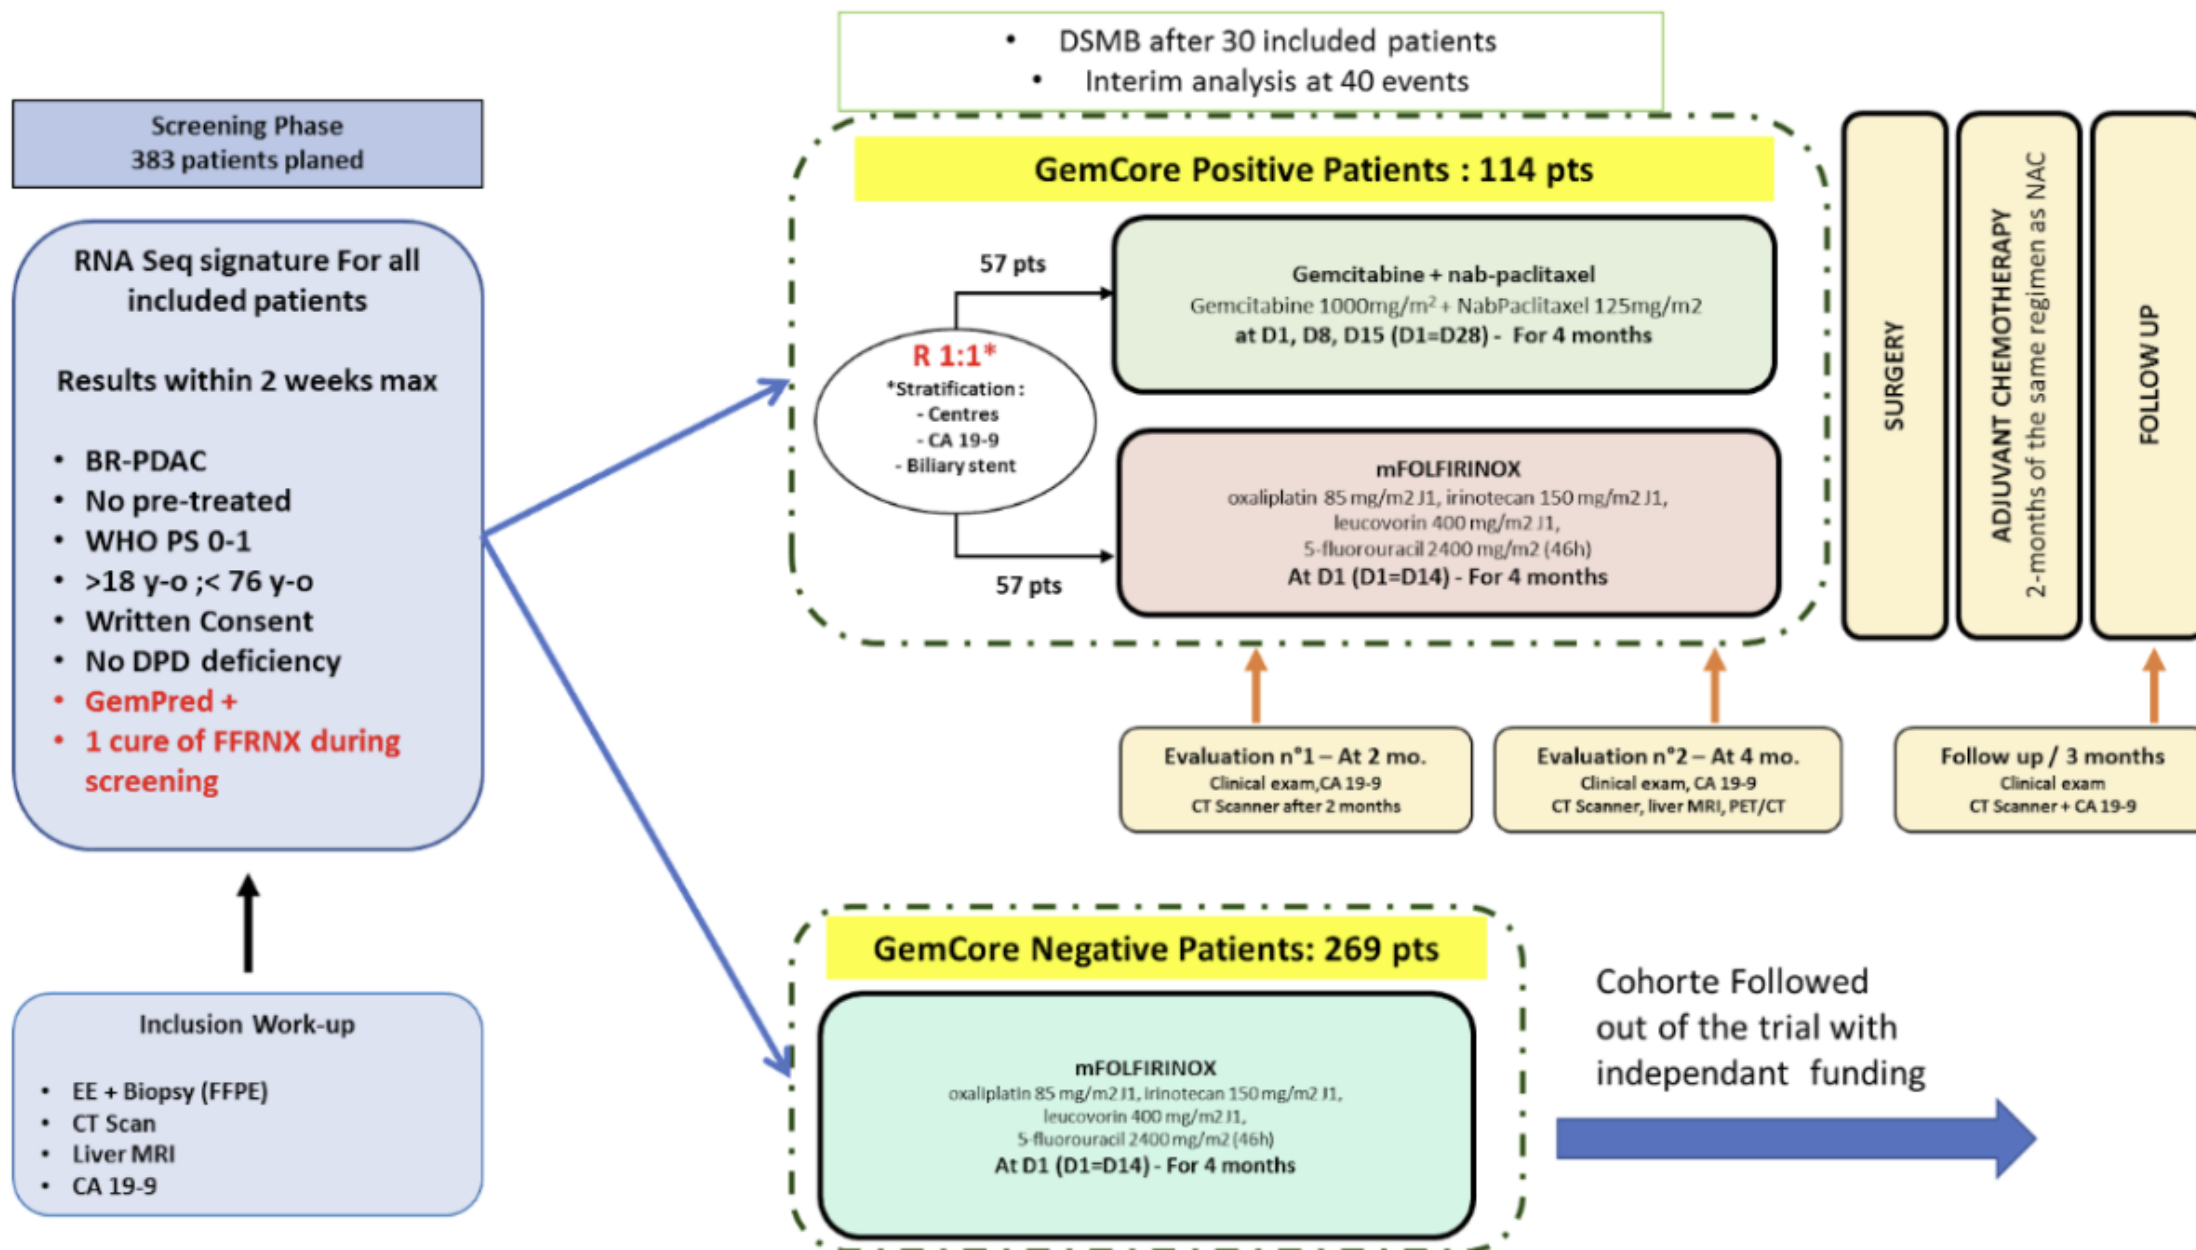 Screening Phase
383 patients planed
RNA Seq signature For all
included patients
Results within 2 weeks max
• BR-PDAC
• No pre-treated
• WHO PS 0-1
• >18 y-o ;< 76 y-o
• Written Consent
• No DPD deficiency
• GemPred +
• 1 cure of FFRNX during
screening
Inclusion Work-up
• EE + Biopsy (FFPE)
• CT Scan
• Liver MRI
• CA 19-9
• DSMB after 30 included patients
• Interim analysis at 40 events
GemCore Positive Patients : 114 pts
57 pts
R 1:1*
*Stratification :
- Centres
- CA 19-9
- Biliary stent
57 pts
Gemcitabine + nab-paclitaxel
Gemcitabine 1000mg/m² + NabPaclitaxel 125mg/m2
at D1, D8, D15 (D1=D28) - For 4 months
mFOLFIRINOX
oxaliplatin 85 mg/m2 J1, irinotecan 150 mg/m2 J1,
leucovorin 400 mg/m2 J1,
5-fluorouracil 2400 mg/m2 (46h)
At D1 (D1=D14) - For 4 months
SURGERY
ADJUVANT CHEMOTHERAPY
2-months of the same regimen as NAC
FOLLOW UP
Evaluation n°1 – At 2 mo.
Clinical exam,CA 19-9
CT Scanner after 2 months
Evaluation n°2 – At 4 mo.
Clinical exam, CA 19-9
CT Scanner, liver MRI, PET/CT
Follow up / 3 months
Clinical exam
CT Scanner + CA 19-9
GemCore Negative Patients: 269 pts
mFOLFIRINOX
oxaliplatin 85 mg/m2 J1, irinotecan 150 mg/m2 J1,
leucovorin 400 mg/m2 J1,
5-fluorouracil 2400 mg/m2 (46h)
At D1 (D1=D14) - For 4 months
Cohorte Followed
out of the trial with
independant funding